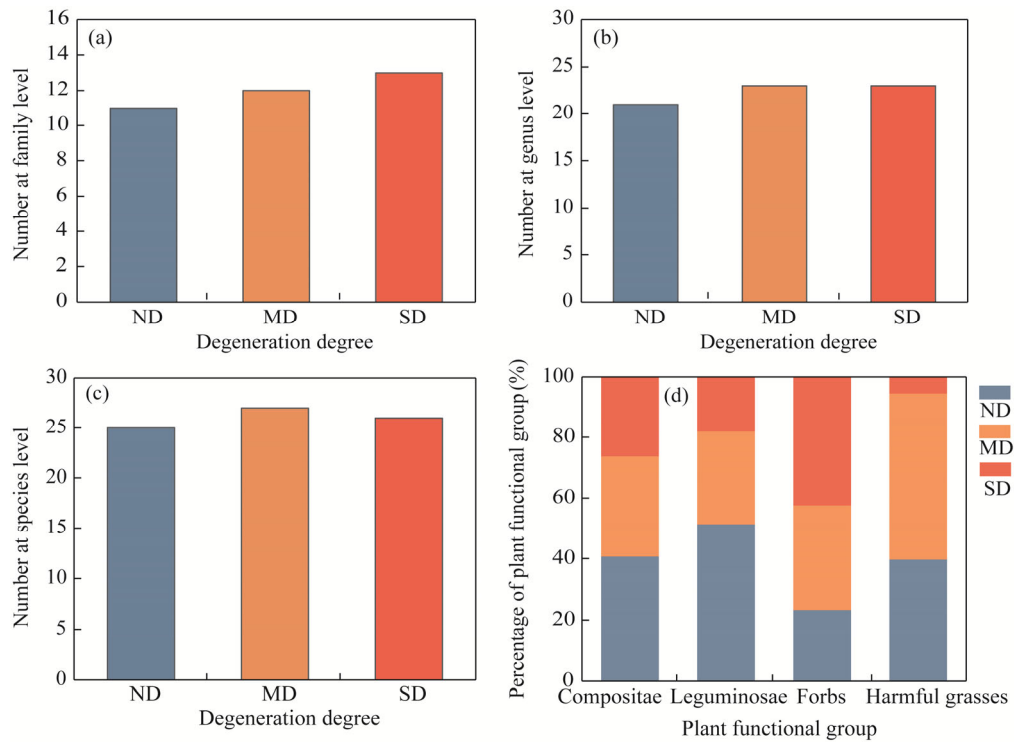 (a)
Number at family level
16
14
12
10
8
6
4
2
0
ND MD SD
Degeneration degree
(b)
Number at genus level
30
25
20
15
10
5
0
ND MD SD
Degeneration degree
(c)
Number at species level
30
25
20
15
10
5
0
ND MD SD
Degeneration degree
(d)
Percentage of plant functional group (%)
100
80
60
40
20
0
Compositae Leguminosae Forbs Harmful grasses
Plant functional group
ND
MD
SD